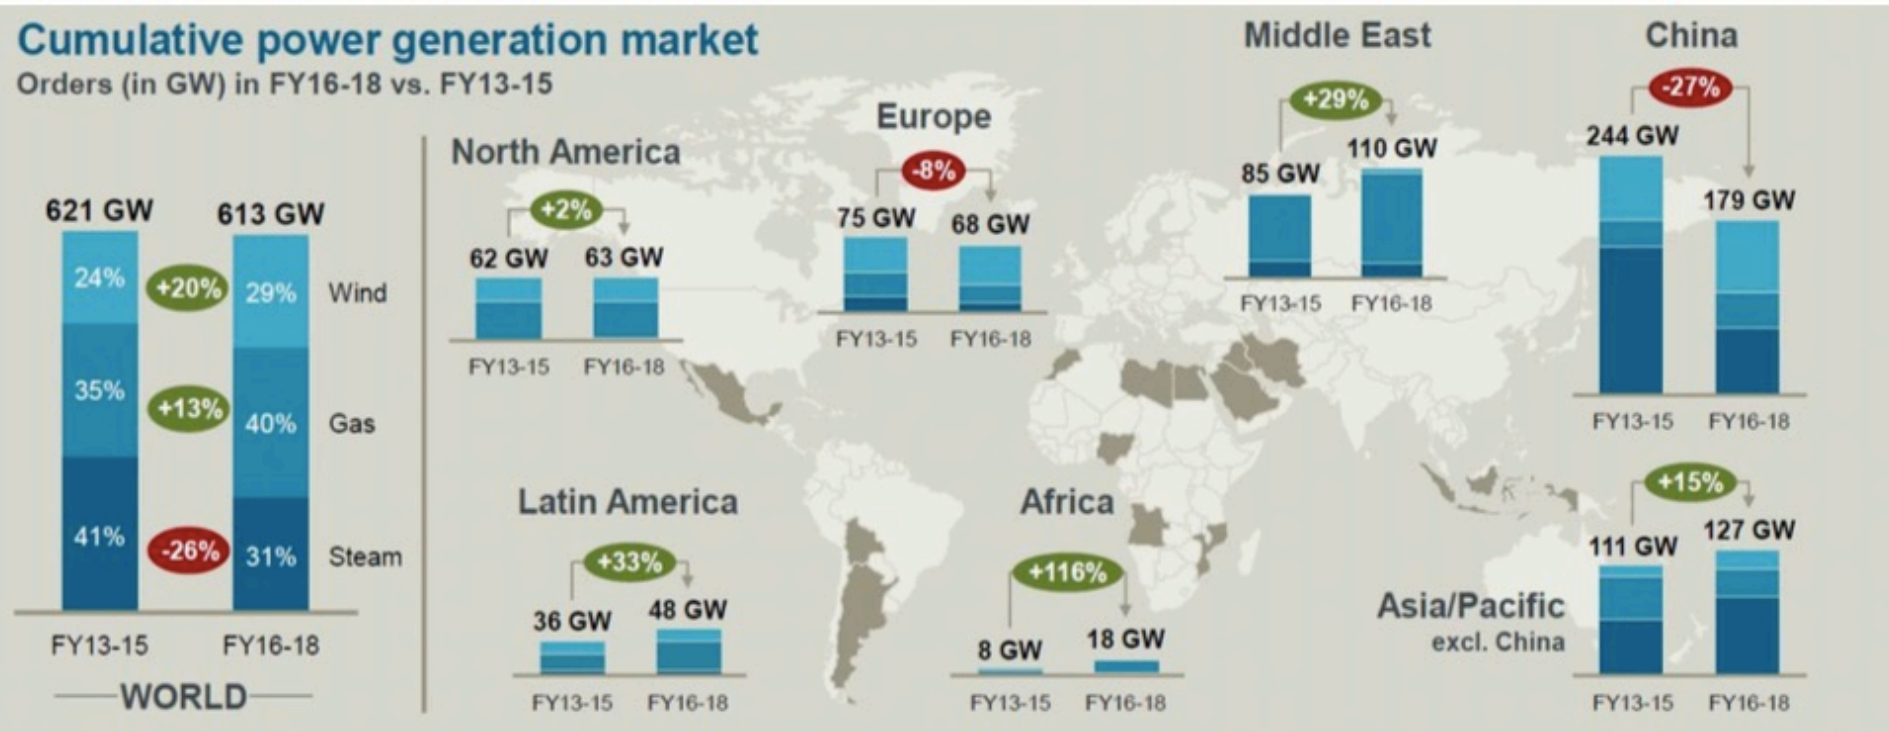 Cumulative power generation market
Orders (in GW) in FY16-18 vs. FY13-15
621 GW
613 GW
24%
+20%
29%
Wind
35%
+13%
40%
Gas
41%
-26%
31%
Steam
FY13-15
FY16-18
WORLD
North America
+2%
62 GW
63 GW
FY13-15
FY16-18
Europe
-8%
75 GW
68 GW
FY13-15
FY16-18
Middle East
+29%
85 GW
110 GW
FY13-15
FY16-18
China
-27%
244 GW
179 GW
FY13-15
FY16-18
Latin America
+33%
36 GW
48 GW
FY13-15
FY16-18
Africa
+116%
8 GW
18 GW
FY13-15
FY16-18
Asia/Pacific
excl. China
+15%
111 GW
127 GW
FY13-15
FY16-18